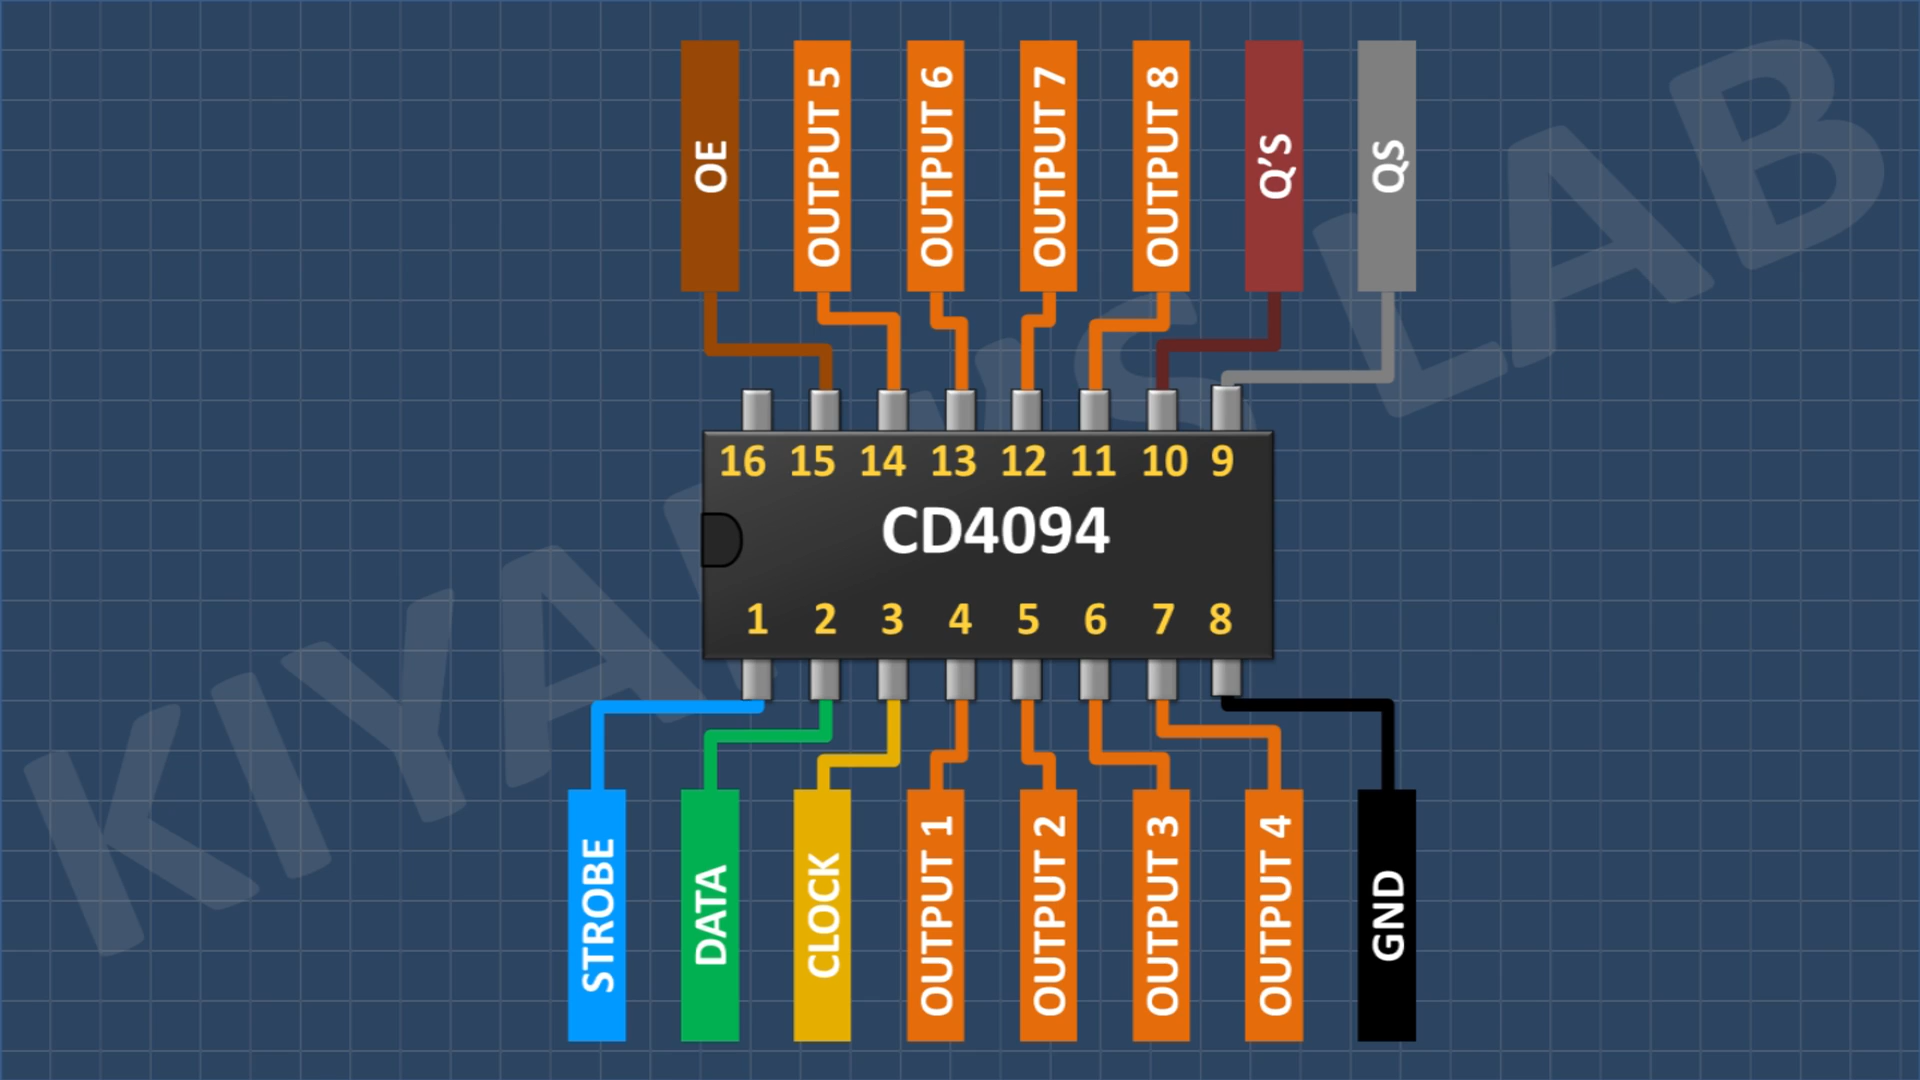 OE
OUTPUT 5
OUTPUT 6
OUTPUT 7
OUTPUT 8
Q'S
QS
16 15 14 13 12 11 10 9
CD4094
1 2 3 4 5 6 7 8
STROBE
DATA
CLOCK
OUTPUT 1
OUTPUT 2
OUTPUT 3
OUTPUT 4
GND
LAB